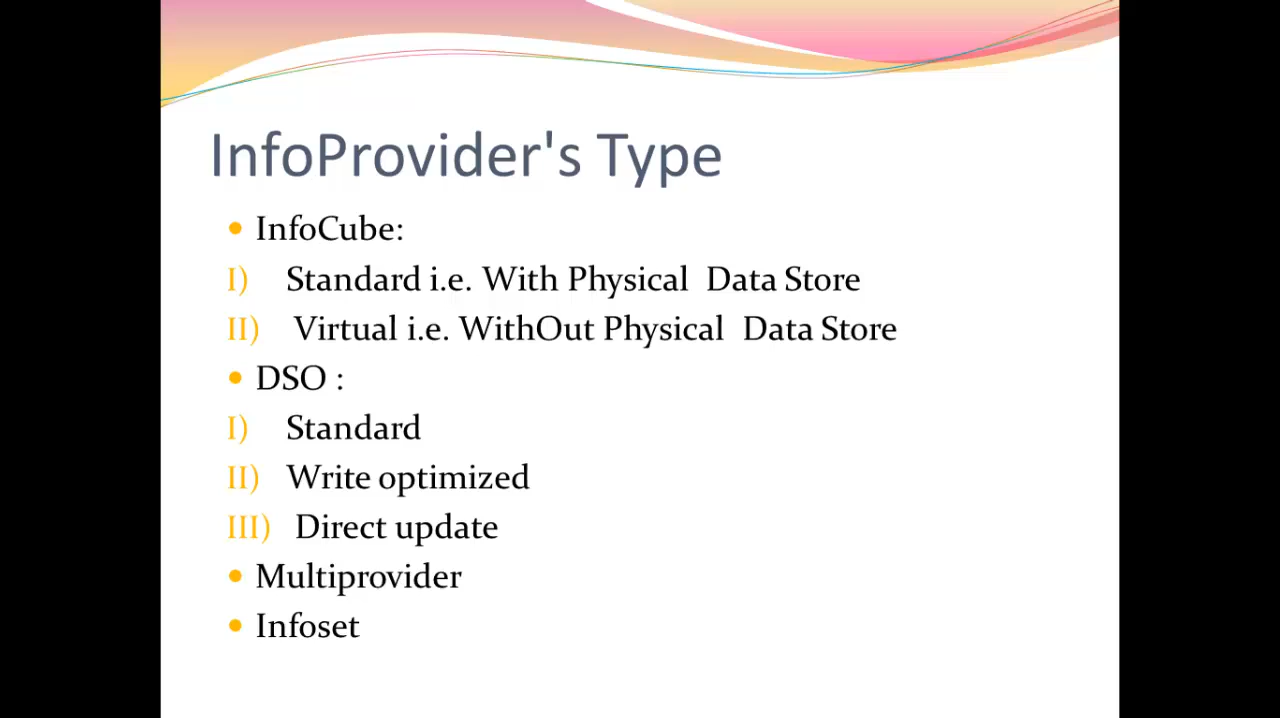 InfoProvider's Type
• InfoCube:
I) Standard i.e. With Physical Data Store
II) Virtual i.e. WithOut Physical Data Store
• DSO :
I) Standard
II) Write optimized
III) Direct update
• Multiprovider
• Infoset